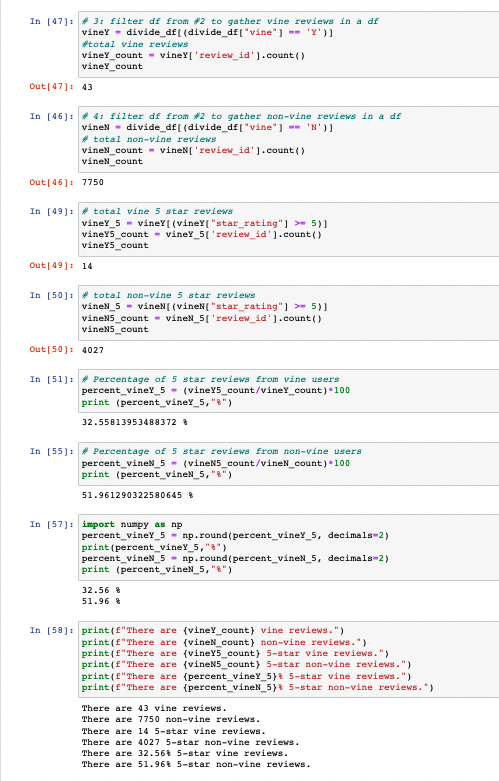 In [47]: # 3: filter df from #2 to gather vine reviews in a df
vineY = divide_df[(divide_df["vine"] == 'Y')]
#total vine reviews
vineY_count = vineY['review_id'].count()
vineY_count
Out[47]: 43
In [46]: # 4: filter df from #2 to gather non-vine reviews in a df
vineN = divide_df[(divide_df["vine"] == 'N')]
# total non-vine reviews
vineN_count = vineN['review_id'].count()
vineN_count
Out[46]: 7750
In [49]: # total vine 5 star reviews
vineY_5 = vineY[(vineY["star_rating"] >= 5)]
vineY5_count = vineY_5['review_id'].count()
vineY5_count
Out[49]: 14
In [50]: # total non-vine 5 star reviews
vineN_5 = vineN[(vineN["star_rating"] >= 5)]
vineN5_count = vineN_5['review_id'].count()
vineN5_count
Out[50]: 4027
In [51]: # Percentage of 5 star reviews from vine users
percent_vineY_5 = (vineY5_count/vineY_count)*100
print (percent_vineY_5,"%")
32.55813953488372 %
In [55]: # Percentage of 5 star reviews from non-vine users
percent_vineN_5 = (vineN5_count/vineN_count)*100
print (percent_vineN_5,"%")
51.961290322580645 %
In [57]: import numpy as np
percent_vineY_5 = np.round(percent_vineY_5, decimals=2)
print(percent_vineY_5,"%")
percent_vineN_5 = np.round(percent_vineN_5, decimals=2)
print (percent_vineN_5,"%")
32.56 %
51.96 %
In [58]: print(f"There are {vineY_count} vine reviews.")
print(f"There are {vineN_count} non-vine reviews.")
print(f"There are {vineY5_count} 5-star vine reviews.")
print(f"There are {vineN5_count} 5-star non-vine reviews.")
print(f"There are {percent_vineY_5}% 5-star vine reviews.")
print(f"There are {percent_vineN_5}% 5-star non-vine reviews.")
There are 43 vine reviews.
There are 7750 non-vine reviews.
There are 14 5-star vine reviews.
There are 4027 5-star non-vine reviews.
There are 32.56% 5-star vine reviews.
There are 51.96% 5-star non-vine reviews.